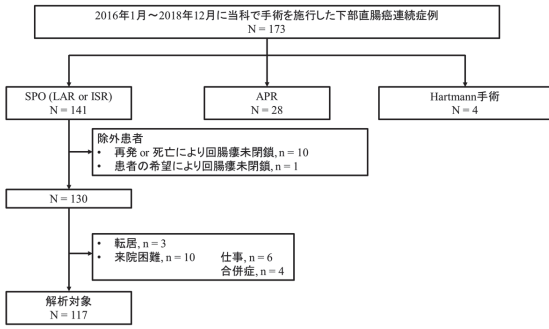 2016年1月～2018年12月に当科で手術を施行した下部直腸癌連続症例
N = 173
SPO (LAR or ISR)
N = 141
APR
N = 28
Hartmann手術
N = 4
除外患者
• 再発 or 死亡により回腸瘻未閉鎖, n = 10
• 患者の希望により回腸瘻未閉鎖, n = 1
N = 130
• 転居, n = 3
• 来院困難, n = 10 仕事, n = 6
合併症, n = 4
解析対象
N = 117